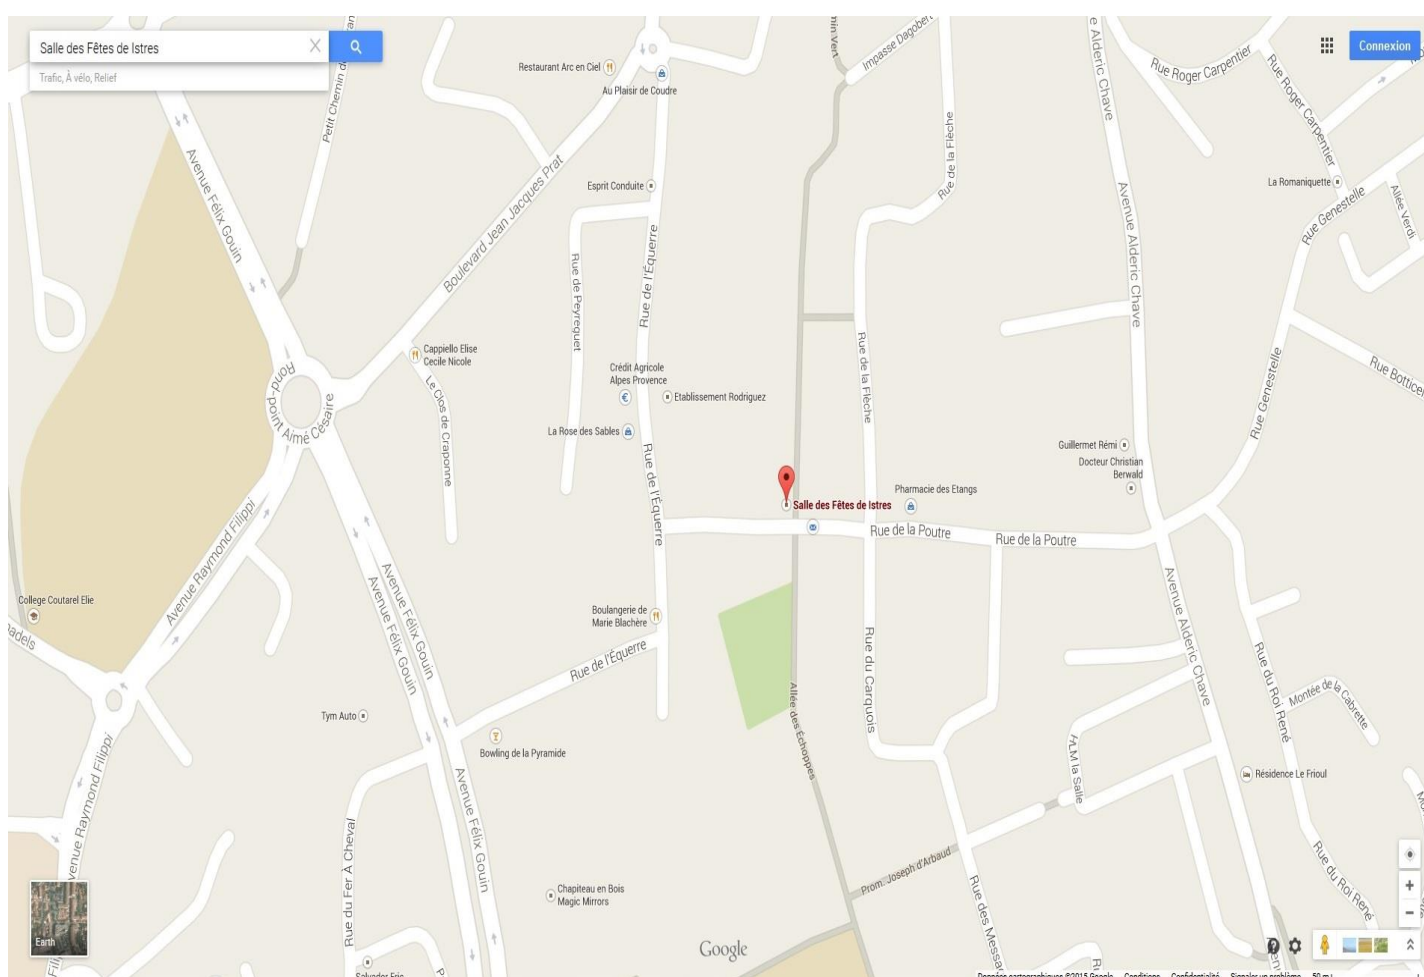 Salle des Fêtes de Istres
Trafic, À vélo, Relief
Connexion
Petit Chemin de
Avenue Félix Gouin
Restaurant Arc en Ciel
Au Plaisir de Coudre
Impasse Dagobert
Avenue Alderic Chave
Rue Roger Carpentier
Rue Roger Carpentier
La Romaniquette
Rue Genestelle
Allée Verdi
Esprit Conduite
Boulevard Jean Jacques Prat
Rue de Peyreguet
Rue de l'Équerre
Rue de la Flèche
Avenue Alderic Chave
Cappiello Elise
Cecile Nicole
Le Clos de Craponne
Rond-
point Aimé Césaire
Crédit Agricole
Alpes Provence
Etablissement Rodriguez
La Rose des Sables
Rue de l'Équerre
Rue de la Flèche
Rue Genestelle
Guillermet Rémi
Docteur Christian
Berwald
Salle des Fêtes de Istres
Pharmacie des Etangs
Rue de la Poutre
Rue de la Poutre
Avenue Raymond Filippi
College Coutarel Elie
Avenue Félix Gouin
Avenue Félix Gouin
Boulangerie de
Marie Blachère
Rue de l'Équerre
Rue du Carquois
Avenue Alderic Chave
Rue du Roi René
Montée de la Cabrette
Allée des Échoppes
Tym Auto
Bowling de la Pyramide
HLM la Salle
Résidence Le Frioul
Avenue Félix Gouin
Rue du Fer À Cheval
Prom. Joseph d'Arbaud
Rue du Roi René
Chapiteau en Bois
Magic Mirrors
Earth
Google